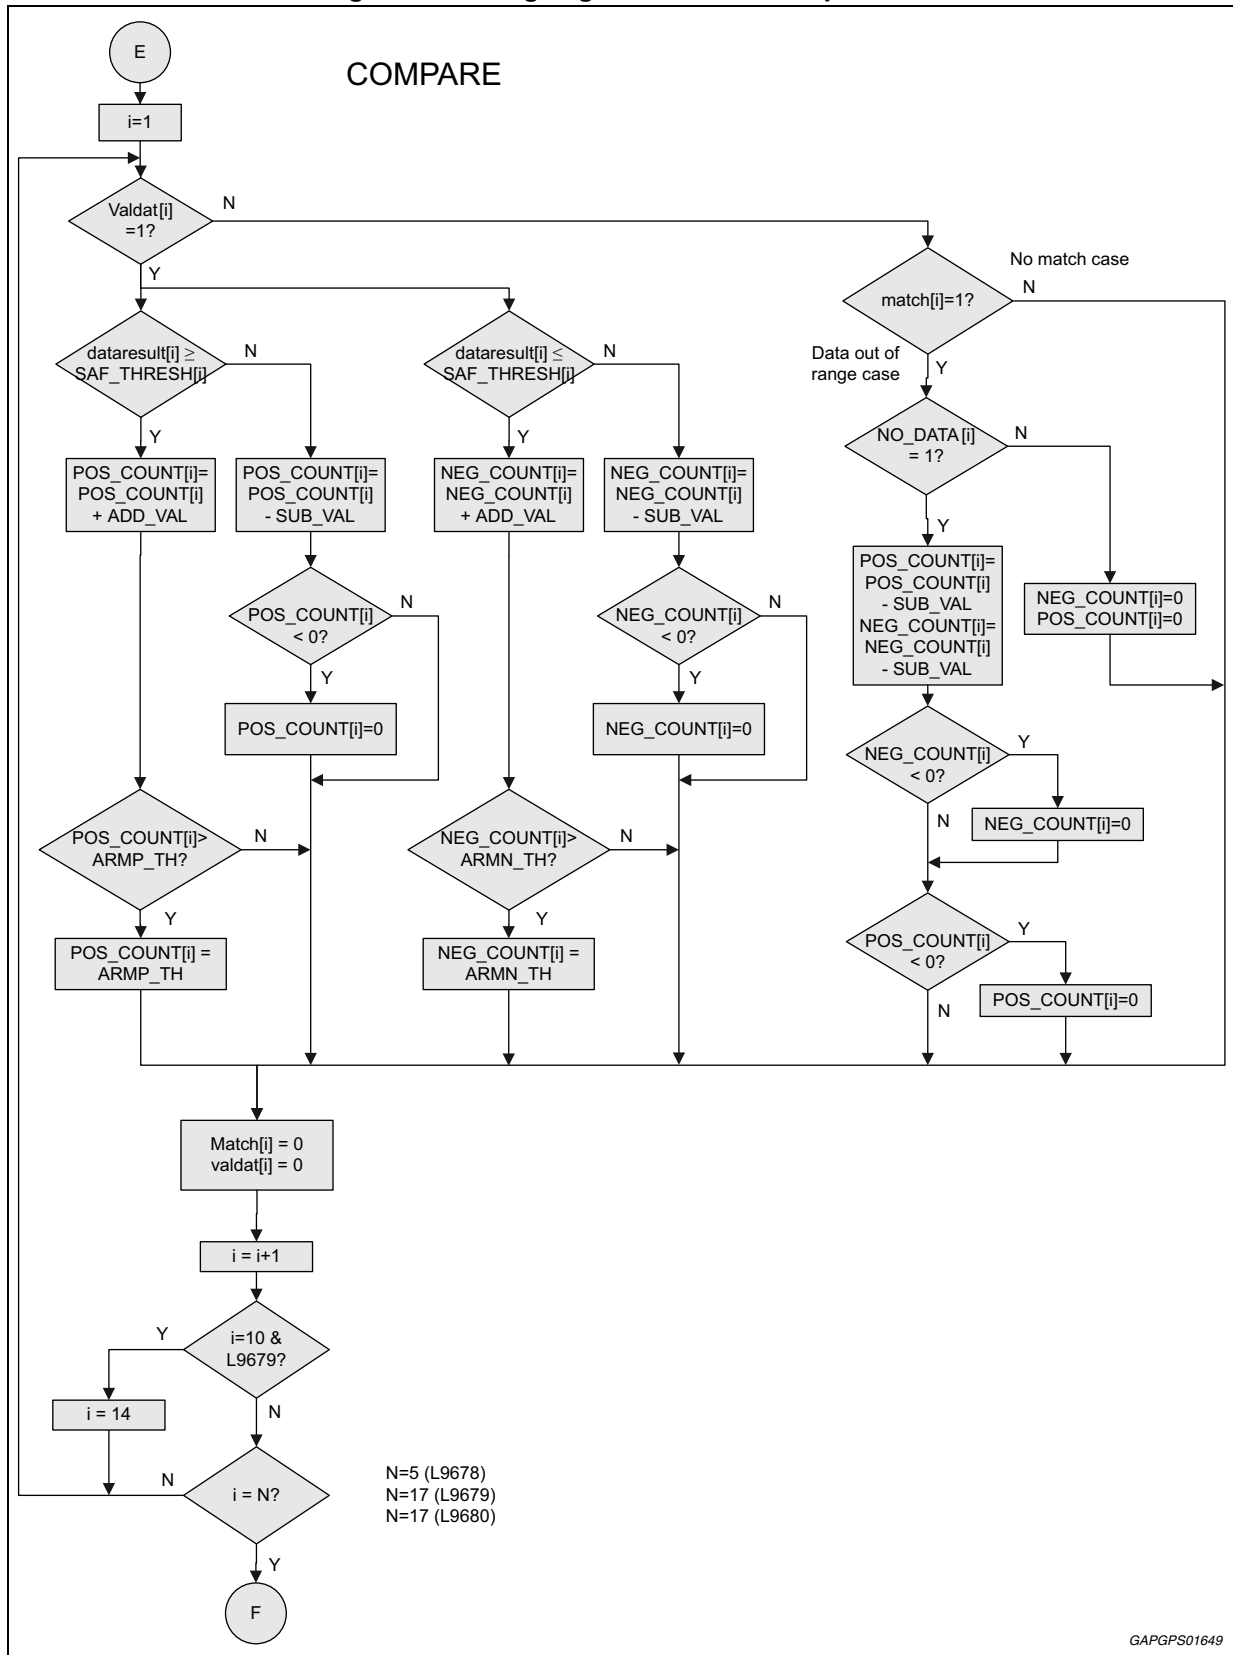 E
COMPARE
i=1
Valdat[i]
=1?
N
Y
match[i]=1?
No match case
N
Data out of
range case
Y
dataresult[i] ≥
SAF_THRESH[i]
N
Y
dataresult[i] ≤
SAF_THRESH[i]
N
Y
NO_DATA[i]
= 1?
N
Y
POS_COUNT[i]=
POS_COUNT[i]
+ ADD_VAL
POS_COUNT[i]=
POS_COUNT[i]
- SUB_VAL
NEG_COUNT[i]=
NEG_COUNT[i]
+ ADD_VAL
NEG_COUNT[i]=
NEG_COUNT[i]
- SUB_VAL
POS_COUNT[i]=
POS_COUNT[i]
- SUB_VAL
NEG_COUNT[i]=
NEG_COUNT[i]
- SUB_VAL
NEG_COUNT[i]=0
POS_COUNT[i]=0
POS_COUNT[i]
< 0?
N
Y
NEG_COUNT[i]
< 0?
N
Y
POS_COUNT[i]=0
NEG_COUNT[i]=0
NEG_COUNT[i]
< 0?
Y
N
NEG_COUNT[i]=0
POS_COUNT[i]>
ARMP_TH?
N
Y
NEG_COUNT[i]>
ARMN_TH?
N
Y
POS_COUNT[i] =
ARMP_TH
NEG_COUNT[i] =
ARMN_TH
POS_COUNT[i]
< 0?
Y
N
POS_COUNT[i]=0
Match[i] = 0
valdat[i] = 0
i = i+1
i=10 &
L9679?
Y
N
i = 14
i = N?
N
Y
N=5 (L9678)
N=17 (L9679)
N=17 (L9680)
F
GAPGPS01649